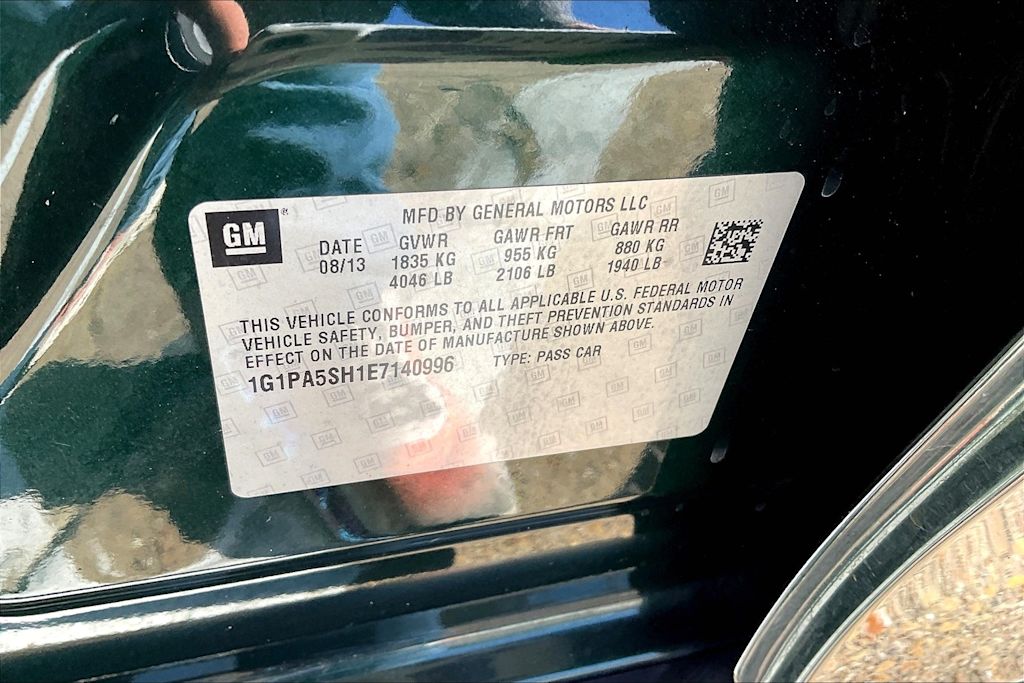 GM ®
MFD BY GENERAL MOTORS LLC
DATE GVWR GAWR FRT GAWR RR
08/13 1835 KG 955 KG 880 KG
4046 LB 2106 LB 1940 LB
THIS VEHICLE CONFORMS TO ALL APPLICABLE U.S. FEDERAL MOTOR
VEHICLE SAFETY, BUMPER, AND THEFT PREVENTION STANDARDS IN
EFFECT ON THE DATE OF MANUFACTURE SHOWN ABOVE.
1G1PA5SH1E7140996 TYPE: PASS CAR